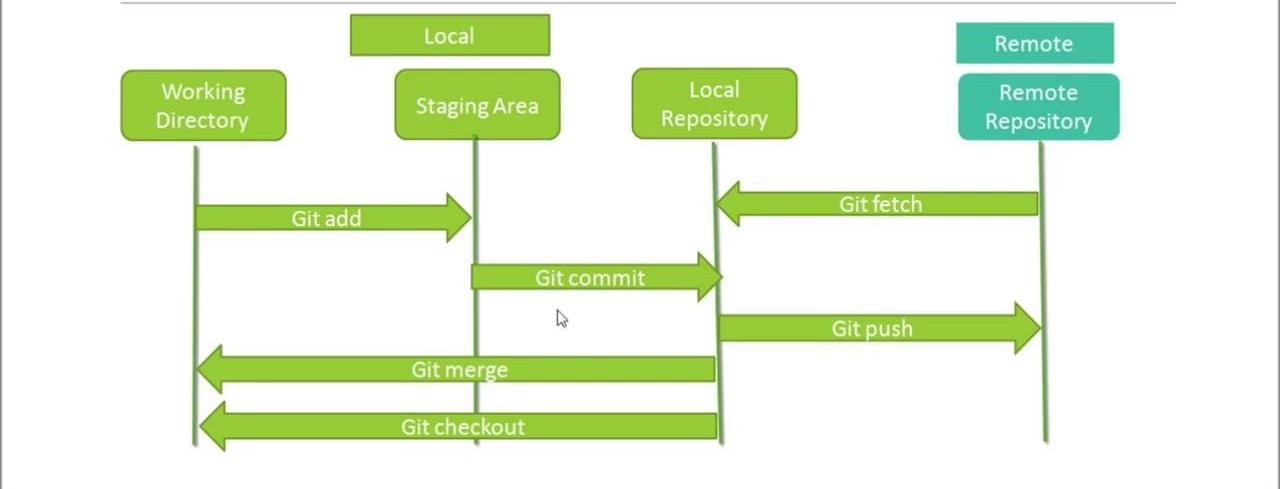 Local
Remote
Working
Directory
Staging Area
Local
Repository
Remote
Repository
Git add
Git fetch
Git commit
Git push
Git merge
Git checkout